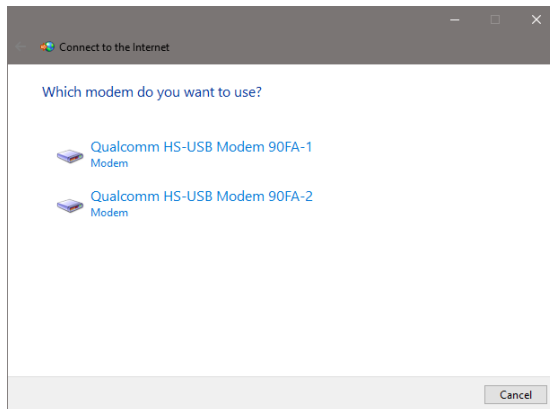 Connect to the Internet
Which modem do you want to use?
Qualcomm HS-USB Modem 90FA-1
Modem
Qualcomm HS-USB Modem 90FA-2
Modem
Cancel